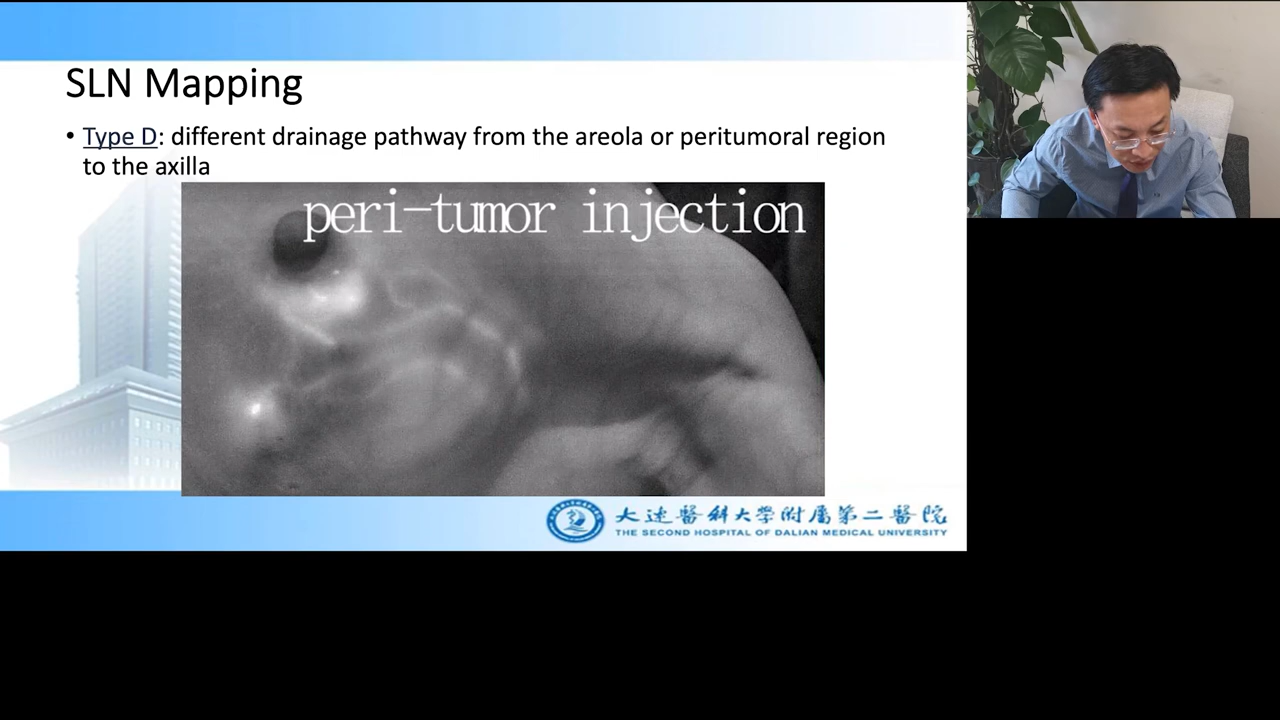 SLN Mapping
• Type D: different drainage pathway from the areola or peritumoral region
to the axilla
peri-tumor injection
大连醫科大學附屬第二醫院
THE SECOND HOSPITAL OF DALIAN MEDICAL UNIVERSITY